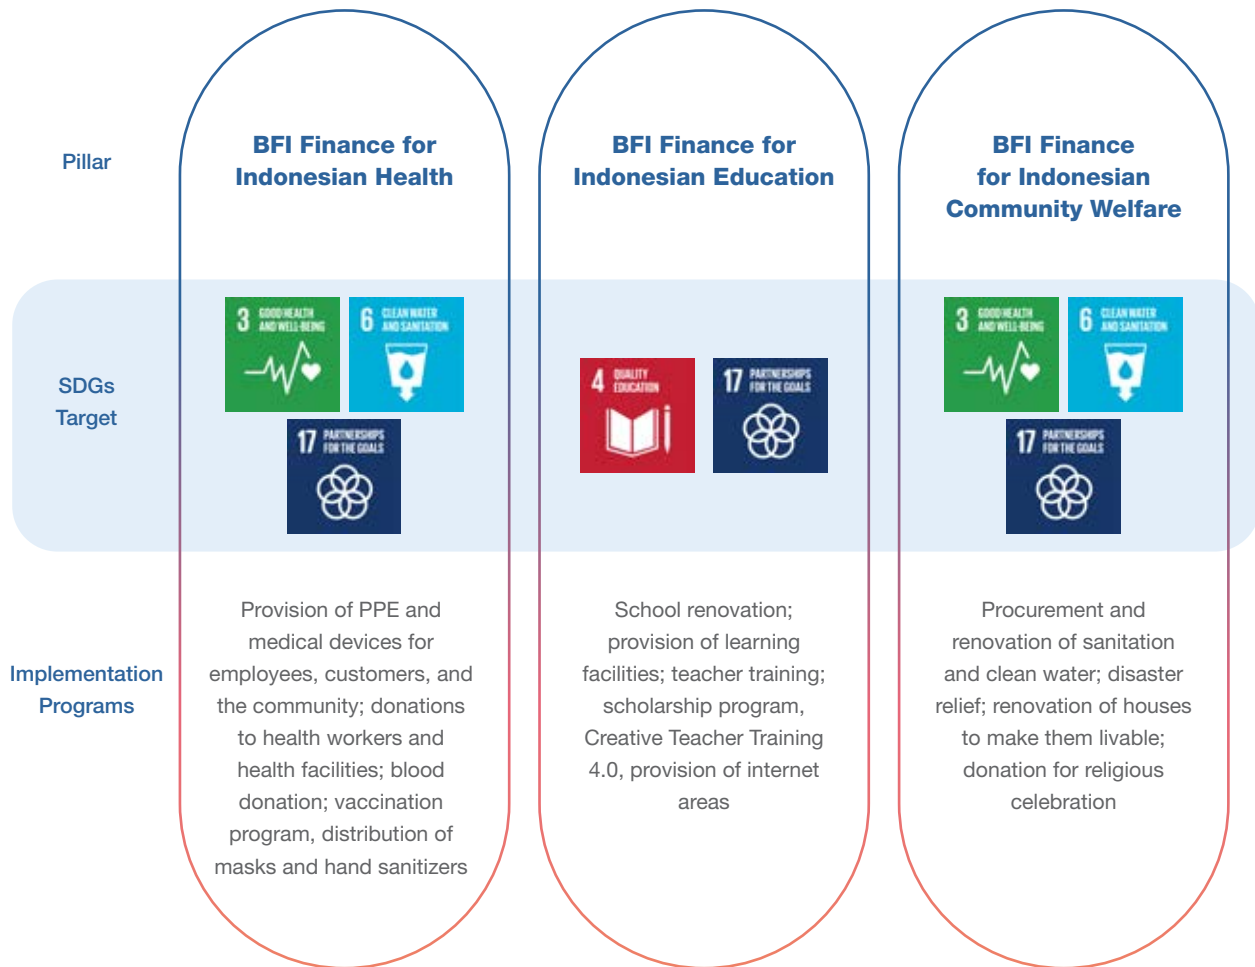 Pillar
BFI Finance for
Indonesian Health
BFI Finance for
Indonesian Education
BFI Finance
for Indonesian
Community Welfare
SDGs
Target
3 GOOD HEALTH
AND WELL-BEING
6 CLEAN WATER
AND SANITATION
17 PARTNERSHIPS
FOR THE GOALS
4 QUALITY
EDUCATION
17 PARTNERSHIPS
FOR THE GOALS
3 GOOD HEALTH
AND WELL-BEING
6 CLEAN WATER
AND SANITATION
17 PARTNERSHIPS
FOR THE GOALS
Implementation
Programs
Provision of PPE and
medical devices for
employees, customers, and
the community; donations
to health workers and
health facilities; blood
donation; vaccination
program, distribution of
masks and hand sanitizers
School renovation;
provision of learning
facilities; teacher training;
scholarship program,
Creative Teacher Training
4.0, provision of internet
areas
Procurement and
renovation of sanitation
and clean water; disaster
relief; renovation of houses
to make them livable;
donation for religious
celebration